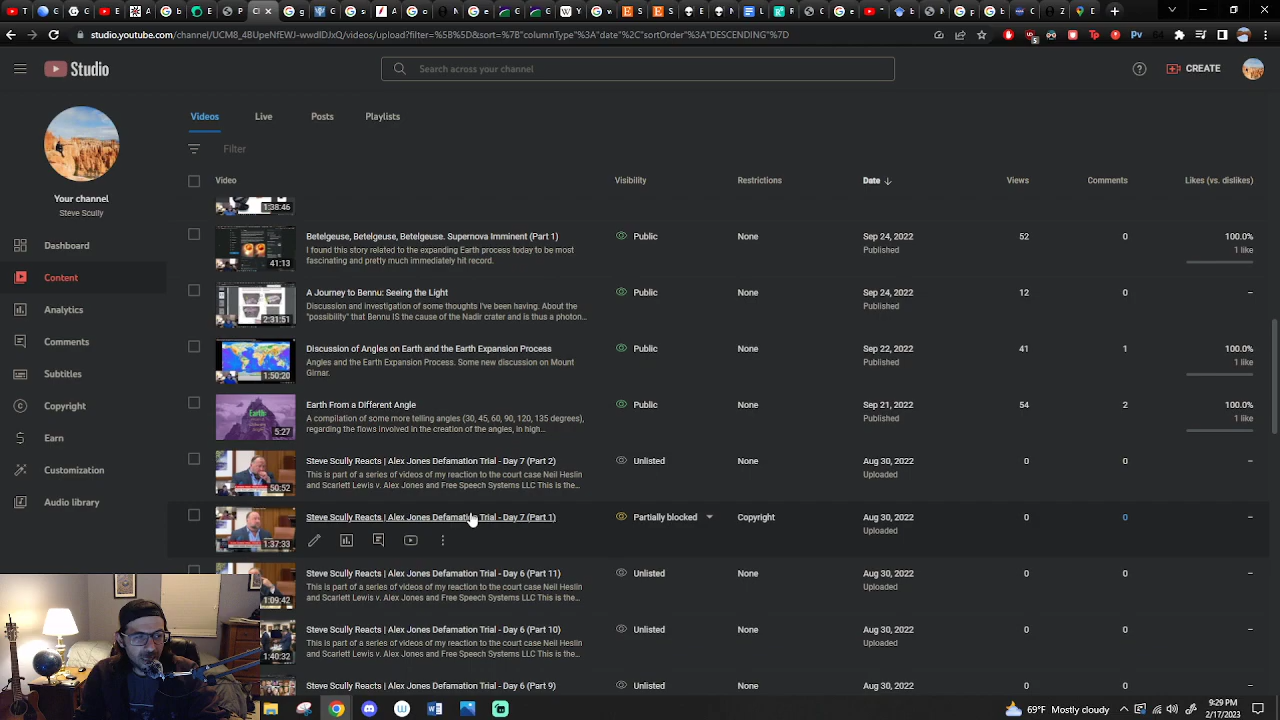 studio.youtube.com/channel/UCM8_4BUpeNfEWJ-wwdIDJxQ/videos/upload?filter=%5B%5D&sort=%7B"columnType"%3A"date"%2C"sortOrder"%3A"DESCENDING"%7D
Studio
Search across your channel
CREATE
Videos Live Posts Playlists
Filter
Your channel
Steve Scully
Dashboard
Content
Analytics
Comments
Subtitles
Copyright
Earn
Customization
Audio library
Video Visibility Restrictions Date Views Comments Likes (vs. dislikes)
1:38:46
Betelgeuse, Betelgeuse, Betelgeuse. Supernova Imminent (Part 1) Public None Sep 24, 2022 52 4 100.0%
I found this story related to the expanding Earth process today to be most Published 1 like
fascinating and pretty much immediately hit record.
41:13
A Journey to Bennu: Seeing the Light Public None Sep 24, 2022 12 0 –
Discussion and investigation of some thoughts I've been having. About the Published
"possibility" that Bennu IS the cause of the Nadir crater and is thus a photon...
2:31:51
Discussion of Angles on Earth and the Earth Expansion Process Public None Sep 22, 2022 41 0 100.0%
Angles and the Earth Expansion Process. Some new discussion on Mount Published 1 like
Girnar.
1:50:20
Earth From a Different Angle Public None Sep 21, 2022 54 2 100.0%
A compilation of some more telling angles (30, 45, 60, 90, 120, 135 degrees), Published 1 like
regarding the flows involved in the creation of the angles, in high...
5:27
Steve Scully Reacts | Alex Jones Defamation Trial - Day 7 (Part 2) Unlisted None Aug 30, 2022 0 0 –
This is part of a series of videos of my reaction to the court case Neil Heslin Uploaded
and Scarlett Lewis v. Alex Jones and Free Speech Systems LLC This is the...
50:52
Steve Scully Reacts | Alex Jones Defamation Trial - Day 7 (Part 1) Partially blocked Copyright Aug 30, 2022 0 0 –
Uploaded
1:37:33
Steve Scully Reacts | Alex Jones Defamation Trial - Day 6 (Part 11) Unlisted None Aug 30, 2022 0 0 –
This is part of a series of videos of my reaction to the court case Neil Heslin Uploaded
and Scarlett Lewis v. Alex Jones and Free Speech Systems LLC This is the...
1:09:42
Steve Scully Reacts | Alex Jones Defamation Trial - Day 6 (Part 10) Unlisted None Aug 30, 2022 0 0 –
This is part of a series of videos of my reaction to the court case Neil Heslin Uploaded
and Scarlett Lewis v. Alex Jones and Free Speech Systems LLC This is the...
1:40:32
Steve Scully Reacts | Alex Jones Defamation Trial - Day 6 (Part 9) Unlisted None Aug 30, 2022 0 0 –
69°F Mostly cloudy
9:29 PM
2/17/2023